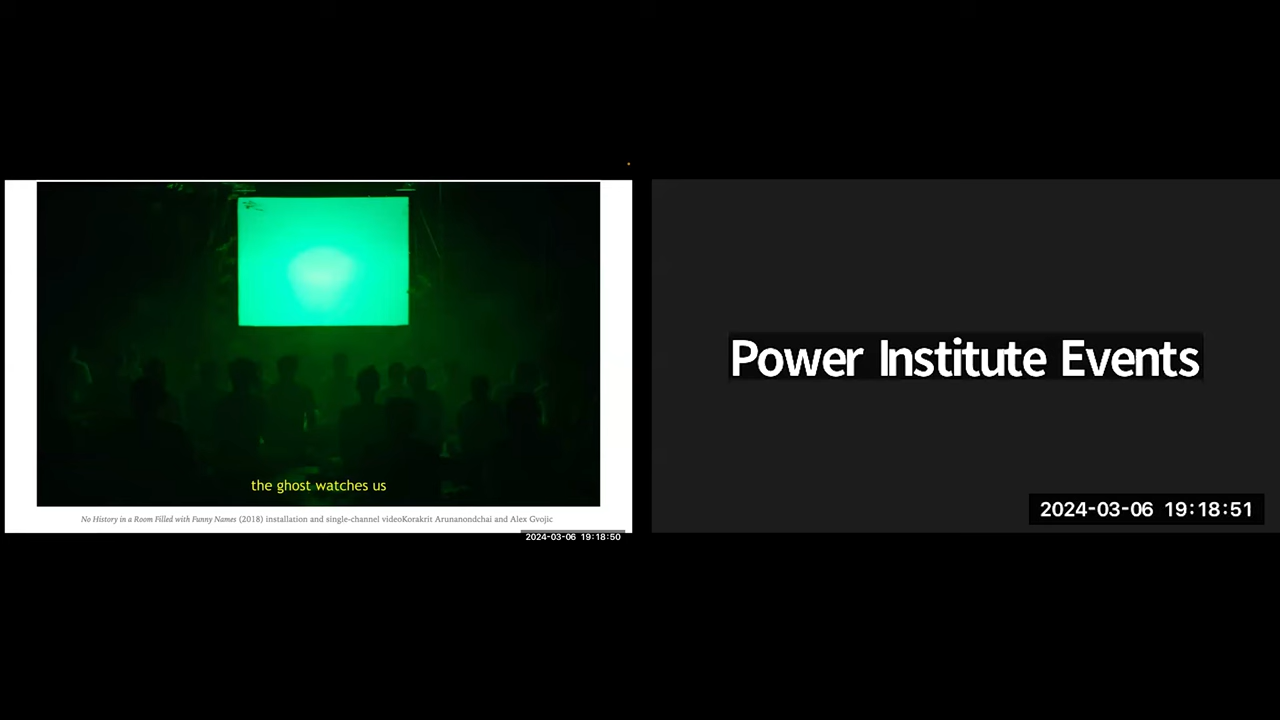 the ghost watches us
No History in a Room Filled with Funny Names (2018) installation and single-channel videoKorakrit Arunanondchai and Alex Gvojic
2024-03-06 19:18:50
Power Institute Events
2024-03-06 19:18:51